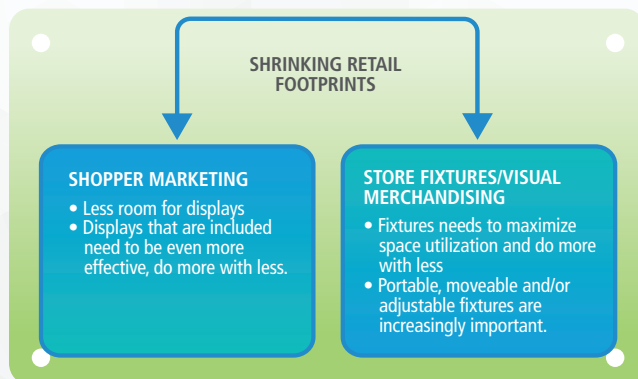 SHRINKING RETAIL
FOOTPRINTS
SHOPPER MARKETING
• Less room for displays
• Displays that are included
need to be even more
effective, do more with less.
STORE FIXTURES/VISUAL
MERCHANDISING
• Fixtures needs to maximize
space utilization and do more
with less
• Portable, moveable and/or
adjustable fixtures are
increasingly important.